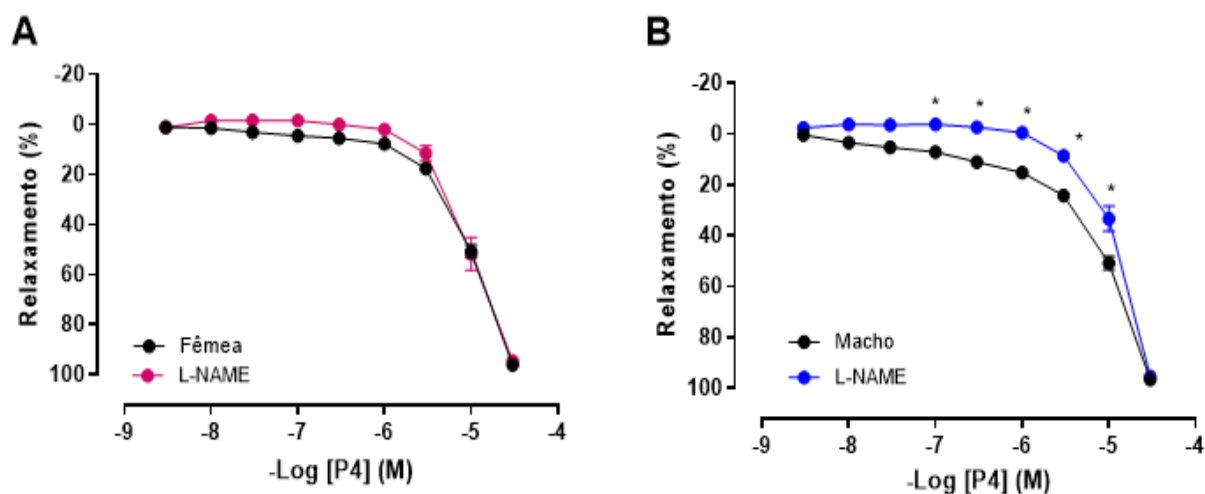 A
Relaxamento (%)
-20
0
20
40
60
80
100
Fêmea
L-NAME
-9
-8
-7
-6
-5
-4
-Log [P4] (M)
B
Relaxamento (%)
-20
0
20
40
60
80
100
* * * * *
Macho
L-NAME
-9
-8
-7
-6
-5
-4
-Log [P4] (M)